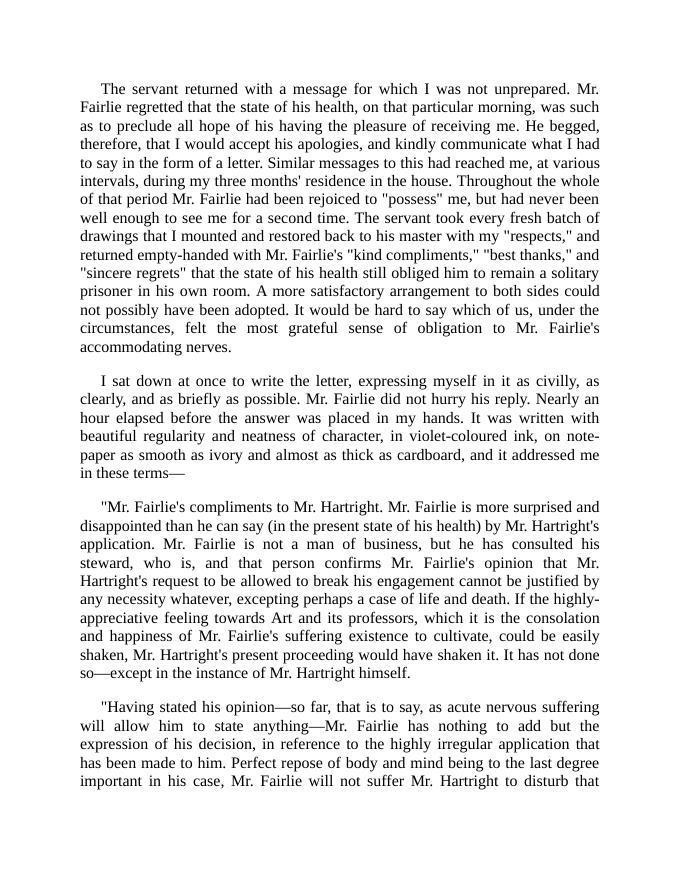 The servant returned with a message for which I was not unprepared. Mr.
Fairlie regretted that the state of his health, on that particular morning, was such
as to preclude all hope of his having the pleasure of receiving me. He begged,
therefore, that I would accept his apologies, and kindly communicate what I had
to say in the form of a letter. Similar messages to this had reached me, at various
intervals, during my three months' residence in the house. Throughout the whole
of that period Mr. Fairlie had been rejoiced to "possess" me, but had never been
well enough to see me for a second time. The servant took every fresh batch of
drawings that I mounted and restored back to his master with my "respects," and
returned empty-handed with Mr. Fairlie's "kind compliments," "best thanks," and
"sincere regrets" that the state of his health still obliged him to remain a solitary
prisoner in his own room. A more satisfactory arrangement to both sides could
not possibly have been adopted. It would be hard to say which of us, under the
circumstances, felt the most grateful sense of obligation to Mr. Fairlie's
accommodating nerves.
I sat down at once to write the letter, expressing myself in it as civilly, as
clearly, and as briefly as possible. Mr. Fairlie did not hurry his reply. Nearly an
hour elapsed before the answer was placed in my hands. It was written with
beautiful regularity and neatness of character, in violet-coloured ink, on note-
paper as smooth as ivory and almost as thick as cardboard, and it addressed me
in these terms—
"Mr. Fairlie's compliments to Mr. Hartright. Mr. Fairlie is more surprised and
disappointed than he can say (in the present state of his health) by Mr. Hartright's
application. Mr. Fairlie is not a man of business, but he has consulted his
steward, who is, and that person confirms Mr. Fairlie's opinion that Mr.
Hartright's request to be allowed to break his engagement cannot be justified by
any necessity whatever, excepting perhaps a case of life and death. If the highly-
appreciative feeling towards Art and its professors, which it is the consolation
and happiness of Mr. Fairlie's suffering existence to cultivate, could be easily
shaken, Mr. Hartright's present proceeding would have shaken it. It has not done
so—except in the instance of Mr. Hartright himself.
"Having stated his opinion—so far, that is to say, as acute nervous suffering
will allow him to state anything—Mr. Fairlie has nothing to add but the
expression of his decision, in reference to the highly irregular application that
has been made to him. Perfect repose of body and mind being to the last degree
important in his case, Mr. Fairlie will not suffer Mr. Hartright to disturb that